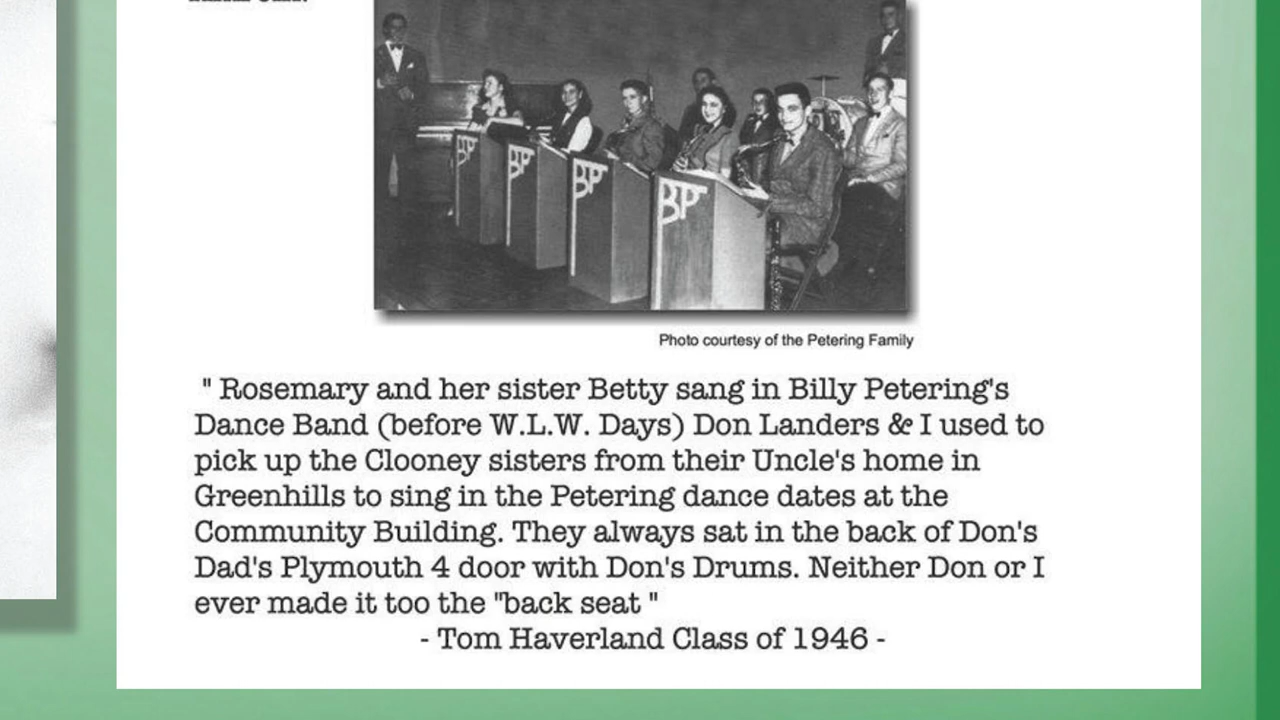 BP BP BP BP
Photo courtesy of the Petering Family
" Rosemary and her sister Betty sang in Billy Petering's
Dance Band (before W.L.W. Days) Don Landers & I used to
pick up the Clooney sisters from their Uncle's home in
Greenhills to sing in the Petering dance dates at the
Community Building. They always sat in the back of Don's
Dad's Plymouth 4 door with Don's Drums. Neither Don or I
ever made it too the "back seat "
- Tom Haverland Class of 1946 -